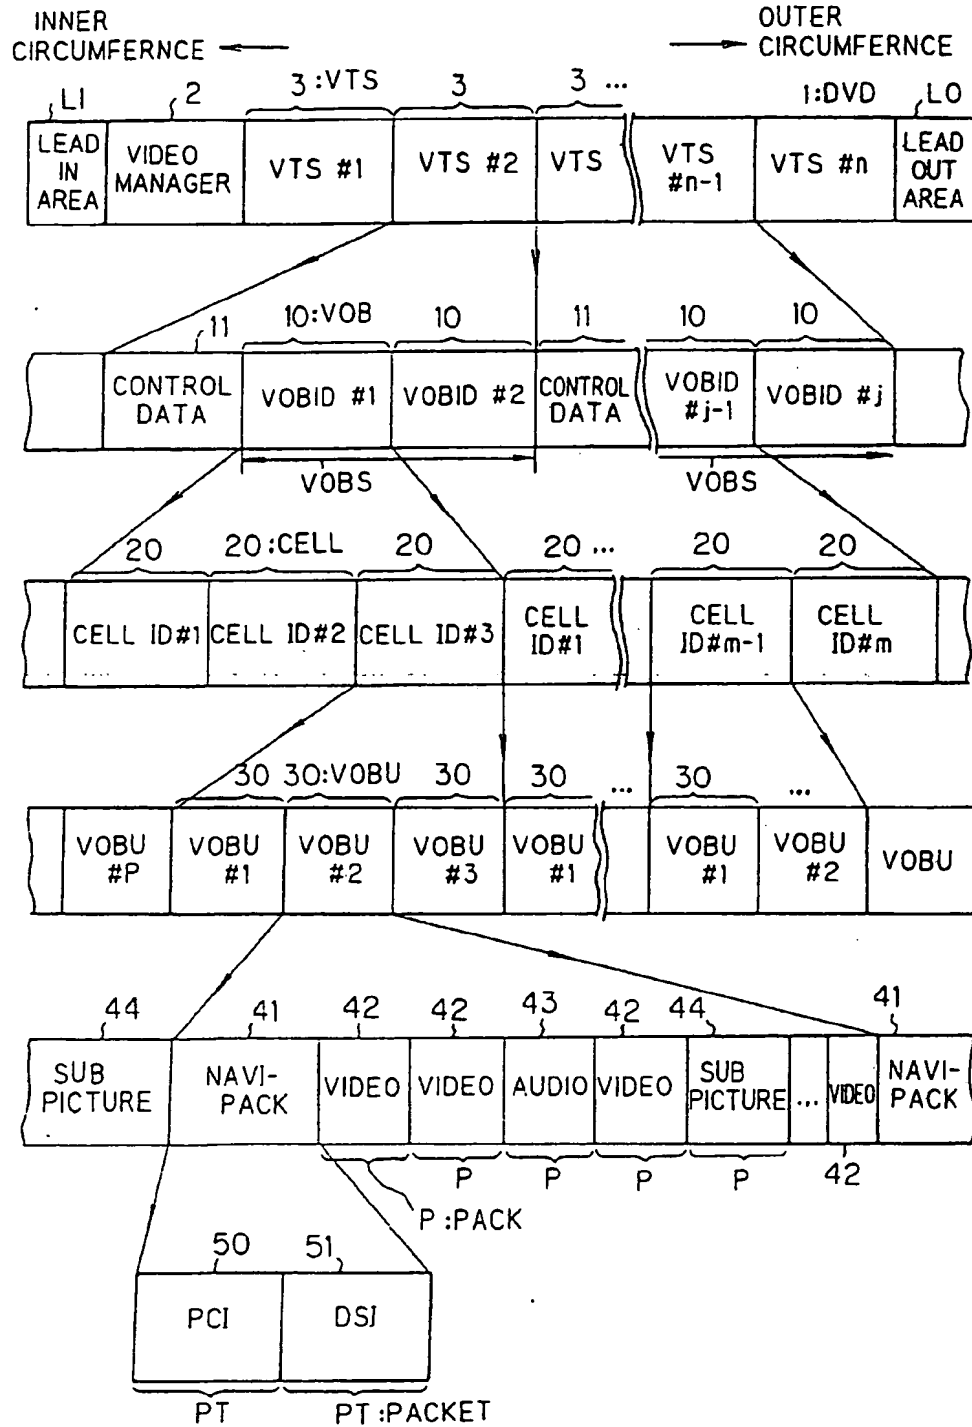 INNER CIRCUMFERNCE
OUTER CIRCUMFERNCE
LI 2 3 :VTS 3 3 ... 1:DVD LO
LEAD IN AREA
VIDEO MANAGER
VTS #1
VTS #2
VTS
VTS #n-1
VTS #n
LEAD OUT AREA
11 10:VOB 10 11 10 10
CONTROL DATA
VOBID #1
VOBID #2
CONTROL DATA
VOBID #j-1
VOBID #j
VOBS VOBS
20 20:CELL 20 20 ... 20 20
CELL ID#1
CELL ID#2
CELL ID#3
CELL ID#1
CELL ID#m-1
CELL ID#m
30 30:VOBU 30 30 ... 30 ...
VOBU #P
VOBU #1
VOBU #2
VOBU #3
VOBU #1
VOBU #1
VOBU #2
VOBU
44 41 42 42 43 42 44 41
SUB PICTURE
NAVI-PACK
VIDEO
VIDEO
AUDIO
VIDEO
SUB PICTURE
...
VIDEO
NAVI-PACK
P P P P 42
P :PACK
50 51
PCI
DSI
PT PT :PACKET